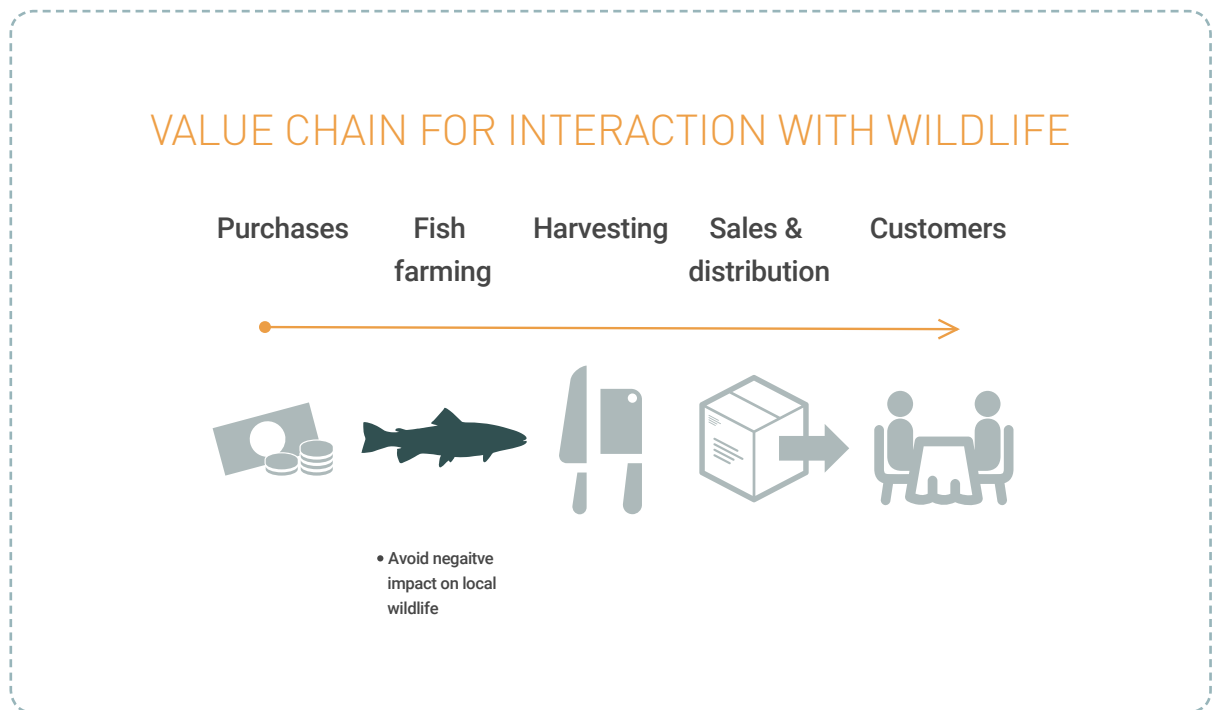 VALUE CHAIN FOR INTERACTION WITH WILDLIFE
Purchases
Fish
farming
Harvesting
Sales &
distribution
Customers
• Avoid negaitve
impact on local
wildlife